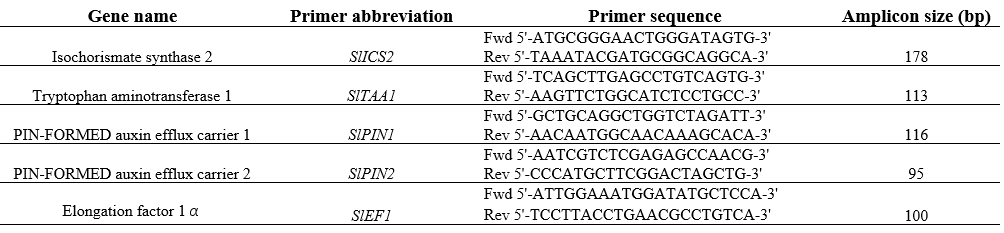 Gene name Primer abbreviation Primer sequence Amplicon size (bp)
Fwd 5'-ATGCGGGAACTGGGATAGTG-3'
Isochorismate synthase 2 SlICS2 Rev 5'-TAAATACGATGCGGCAGGCA-3' 178
Fwd 5'-TCAGCTTGAGCCTGTCAGTG-3'
Tryptophan aminotransferase 1 SlTAA1 Rev 5'-AAGTTCTGGCATCTCCTGCC-3' 113
Fwd 5'-GCTGCAGGCTGGTCTAGATT-3'
PIN-FORMED auxin efflux carrier 1 SlPIN1 Rev 5'-AACAATGGCAACAAAGCACA-3' 116
Fwd 5'-AATCGTCTCGAGAGCCAACG-3'
PIN-FORMED auxin efflux carrier 2 SlPIN2 Rev 5'-CCCATGCTTCGGACTAGCTG-3' 95
Fwd 5'-ATTGGAAATGGATATGCTCCA-3'
Elongation factor 1 α SlEF1 Rev 5'-TCCTTACCTGAACGCCTGTCA-3' 100